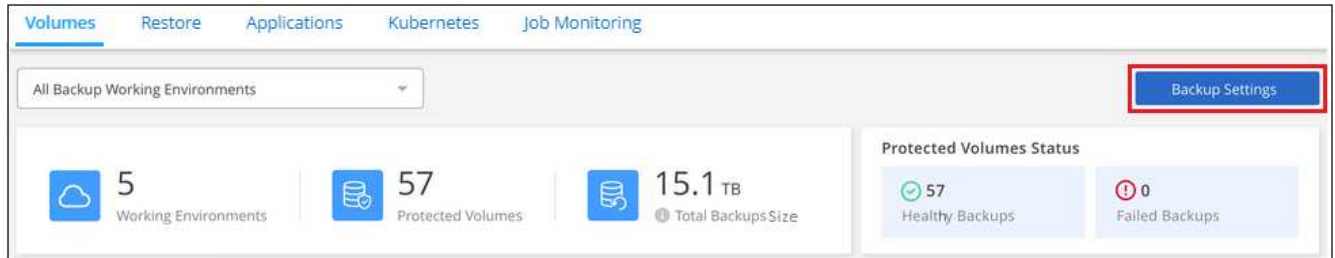 Volumes Restore Applications Kubernetes Job Monitoring
All Backup Working Environments
Backup Settings
5
Working Environments
57
Protected Volumes
15.1 TB
Total Backups Size
Protected Volumes Status
57
Healthy Backups
0
Failed Backups